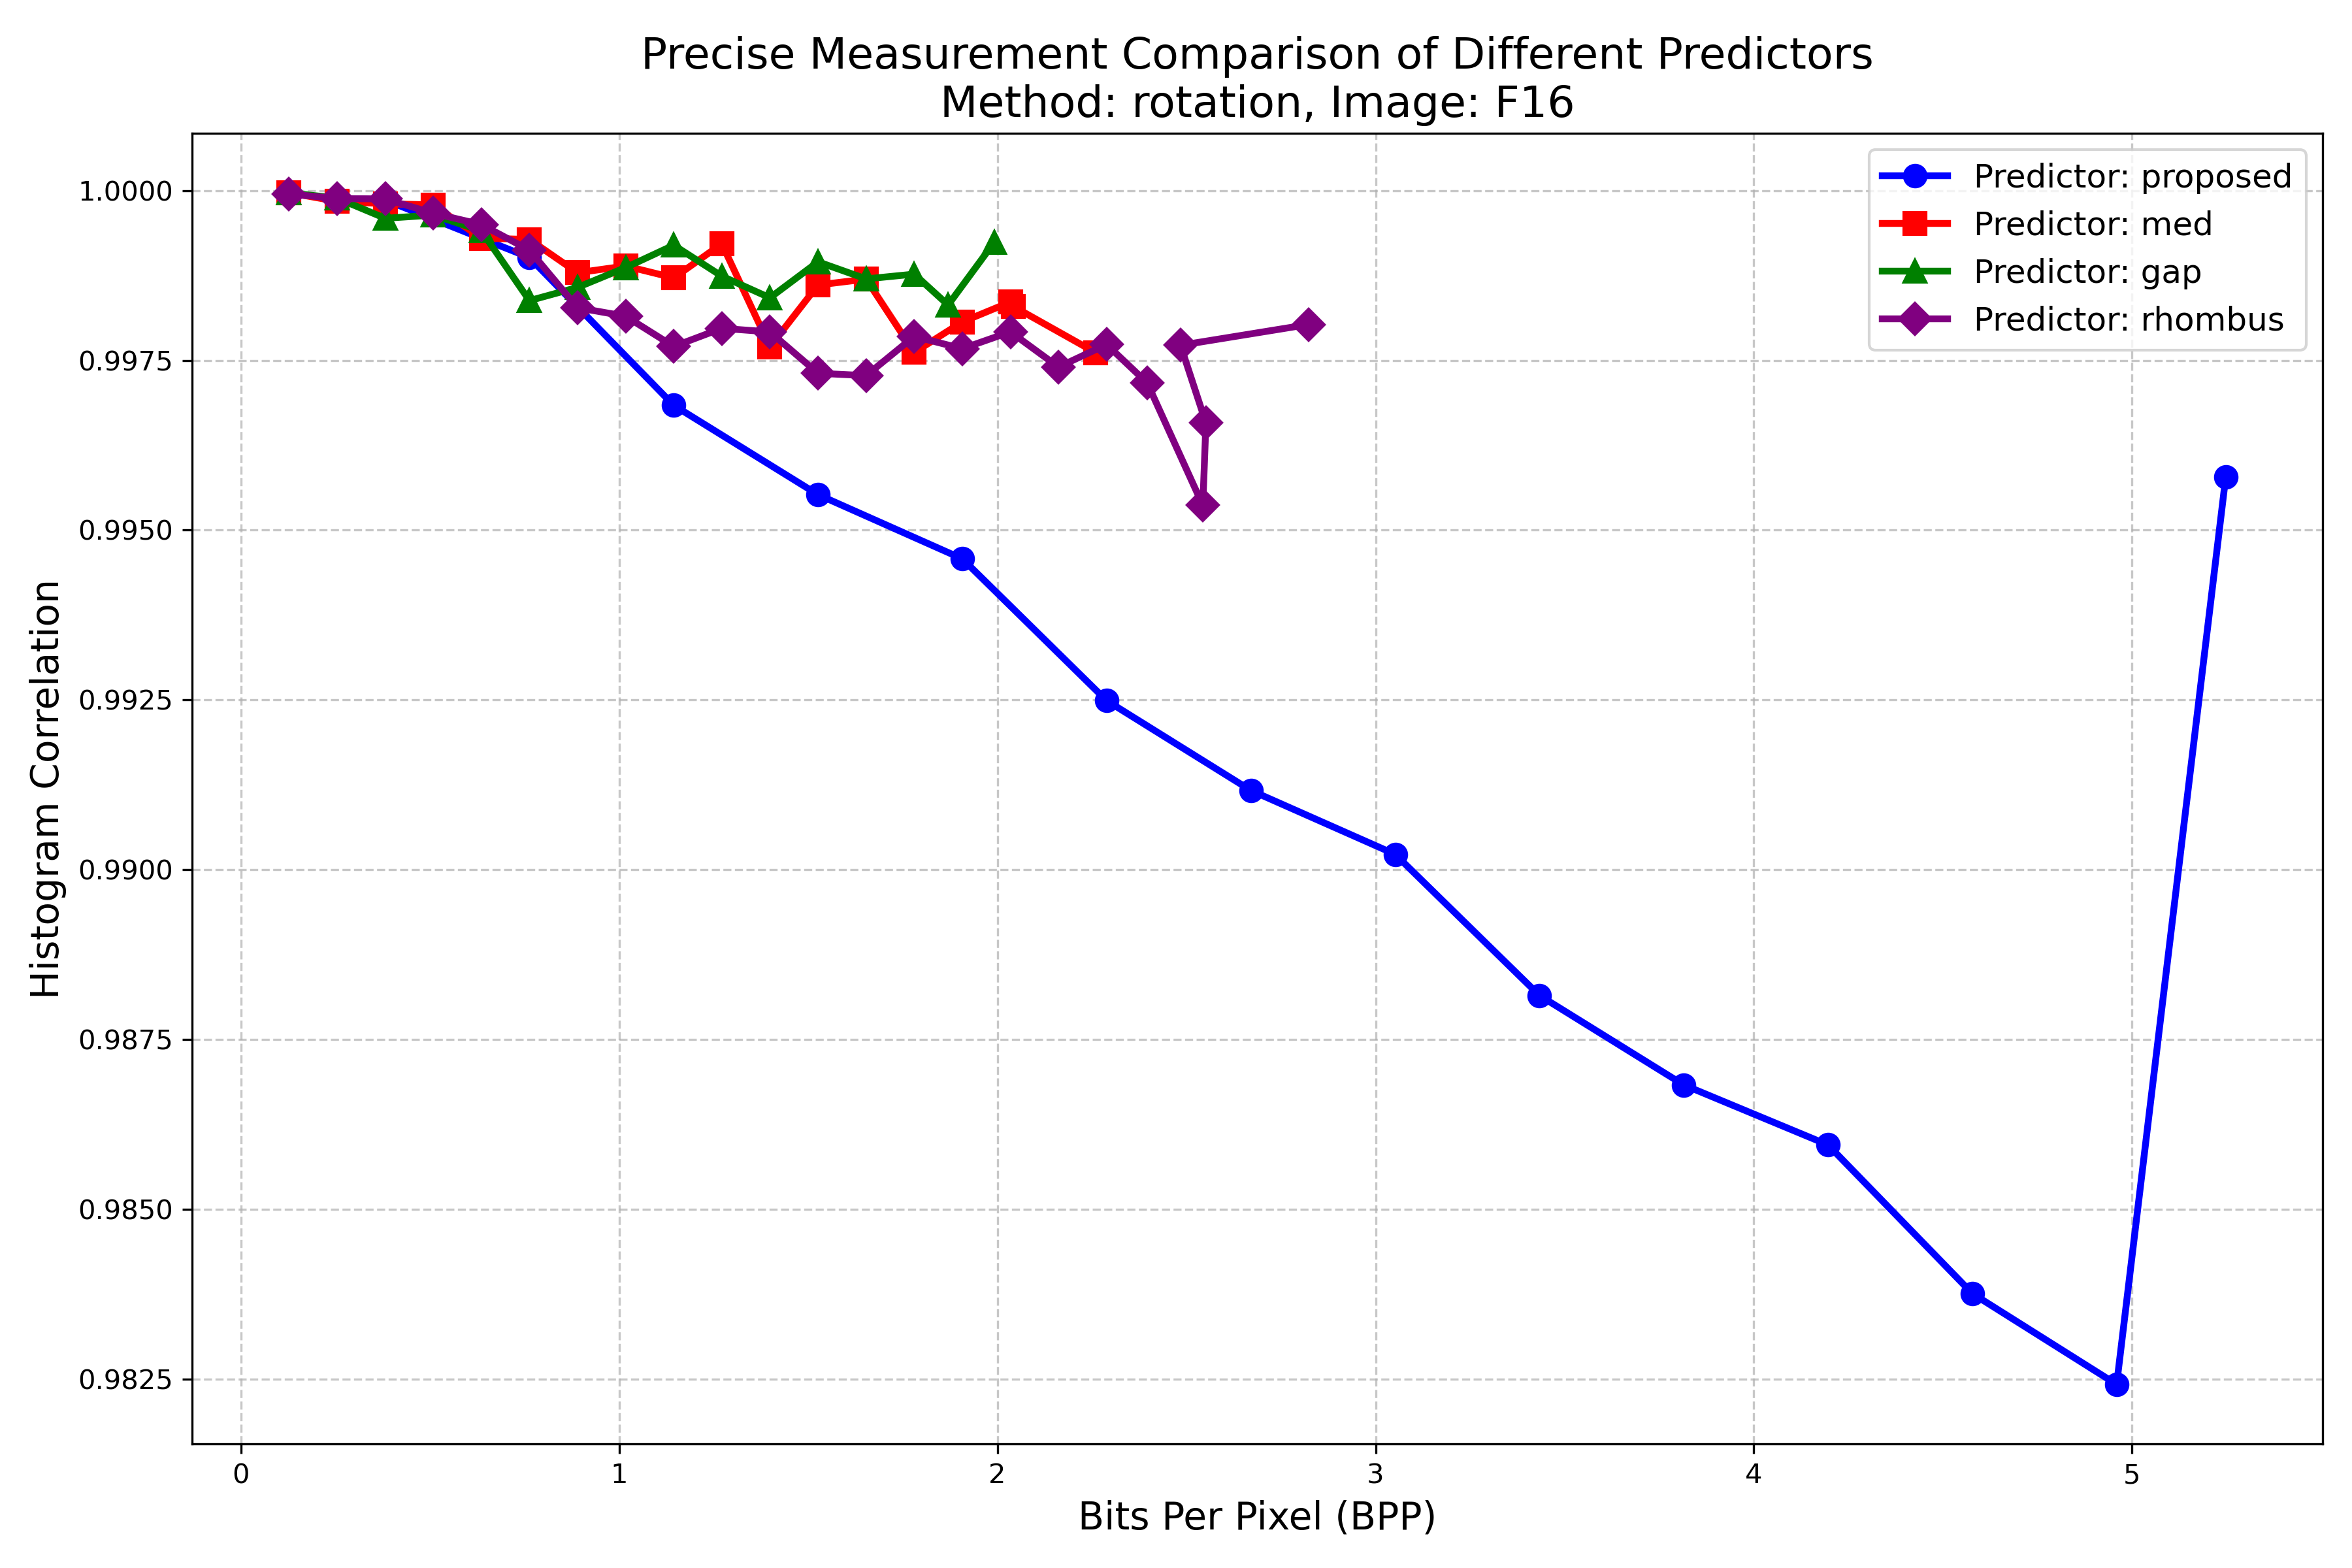 Precise Measurement Comparison of Different Predictors
Method: rotation, Image: F16
Predictor: proposed
Predictor: med
Predictor: gap
Predictor: rhombus
Histogram Correlation
1.0000
0.9975
0.9950
0.9925
0.9900
0.9875
0.9850
0.9825
0 1 2 3 4 5
Bits Per Pixel (BPP)